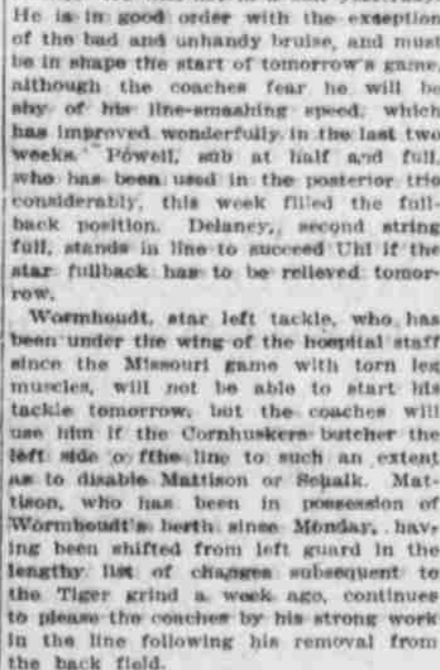 He is in good order with the exception
of the bad and unhandy bruise, and must
be in shape the start of tomorrow's game,
although the coaches fear he will be
shy of his line-smashing speed, which
has improved wonderfully in the last two
weeks. Powell, sub at half and full,
who has been used in the posterior trio
considerably, this week filled the full-
back position. Delaney, second string
full, stands in line to succeed Uhl if the
star fullback has to be relieved tomor-
row.
Wormhoudt, star left tackle, who has
been under the wing of the hospital staff
since the Missouri game with torn leg
muscles, will not be able to start his
tackle tomorrow, but the coaches will
use him if the Cornhuskers butcher the
left side o fthe line to such an extent
as to disable Mattison or Schalk. Mat-
tison, who has been in possession of
Wormhoudt's berth since Monday, hav-
ing been shifted from left guard in the
lengthy list of changes subsequent to
the Tiger grind a week ago, continues
to please the coaches by his strong work
in the line following his removal from
the back field.